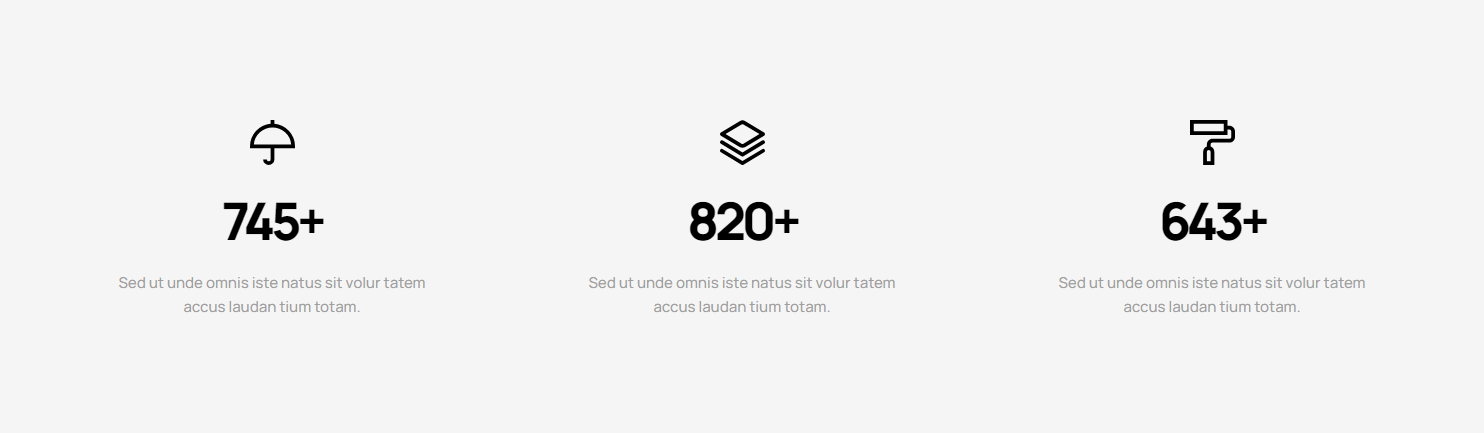 745+
Sed ut unde omnis iste natus sit volur tatem
accus laudan tium totam.
820+
Sed ut unde omnis iste natus sit volur tatem
accus laudan tium totam.
643+
Sed ut unde omnis iste natus sit volur tatem
accus laudan tium totam.